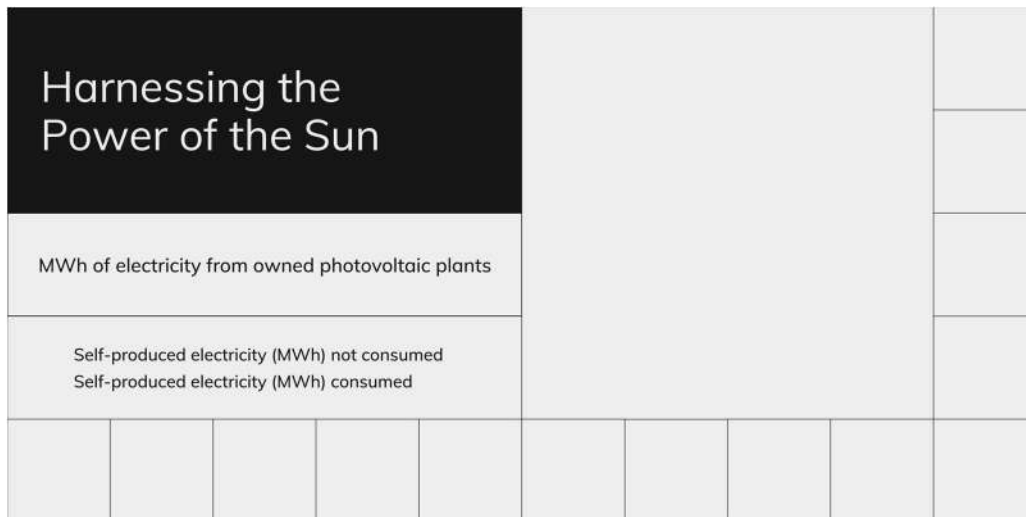 Harnessing the
Power of the Sun
MWh of electricity from owned photovoltaic plants
Self-produced electricity (MWh) not consumed
Self-produced electricity (MWh) consumed